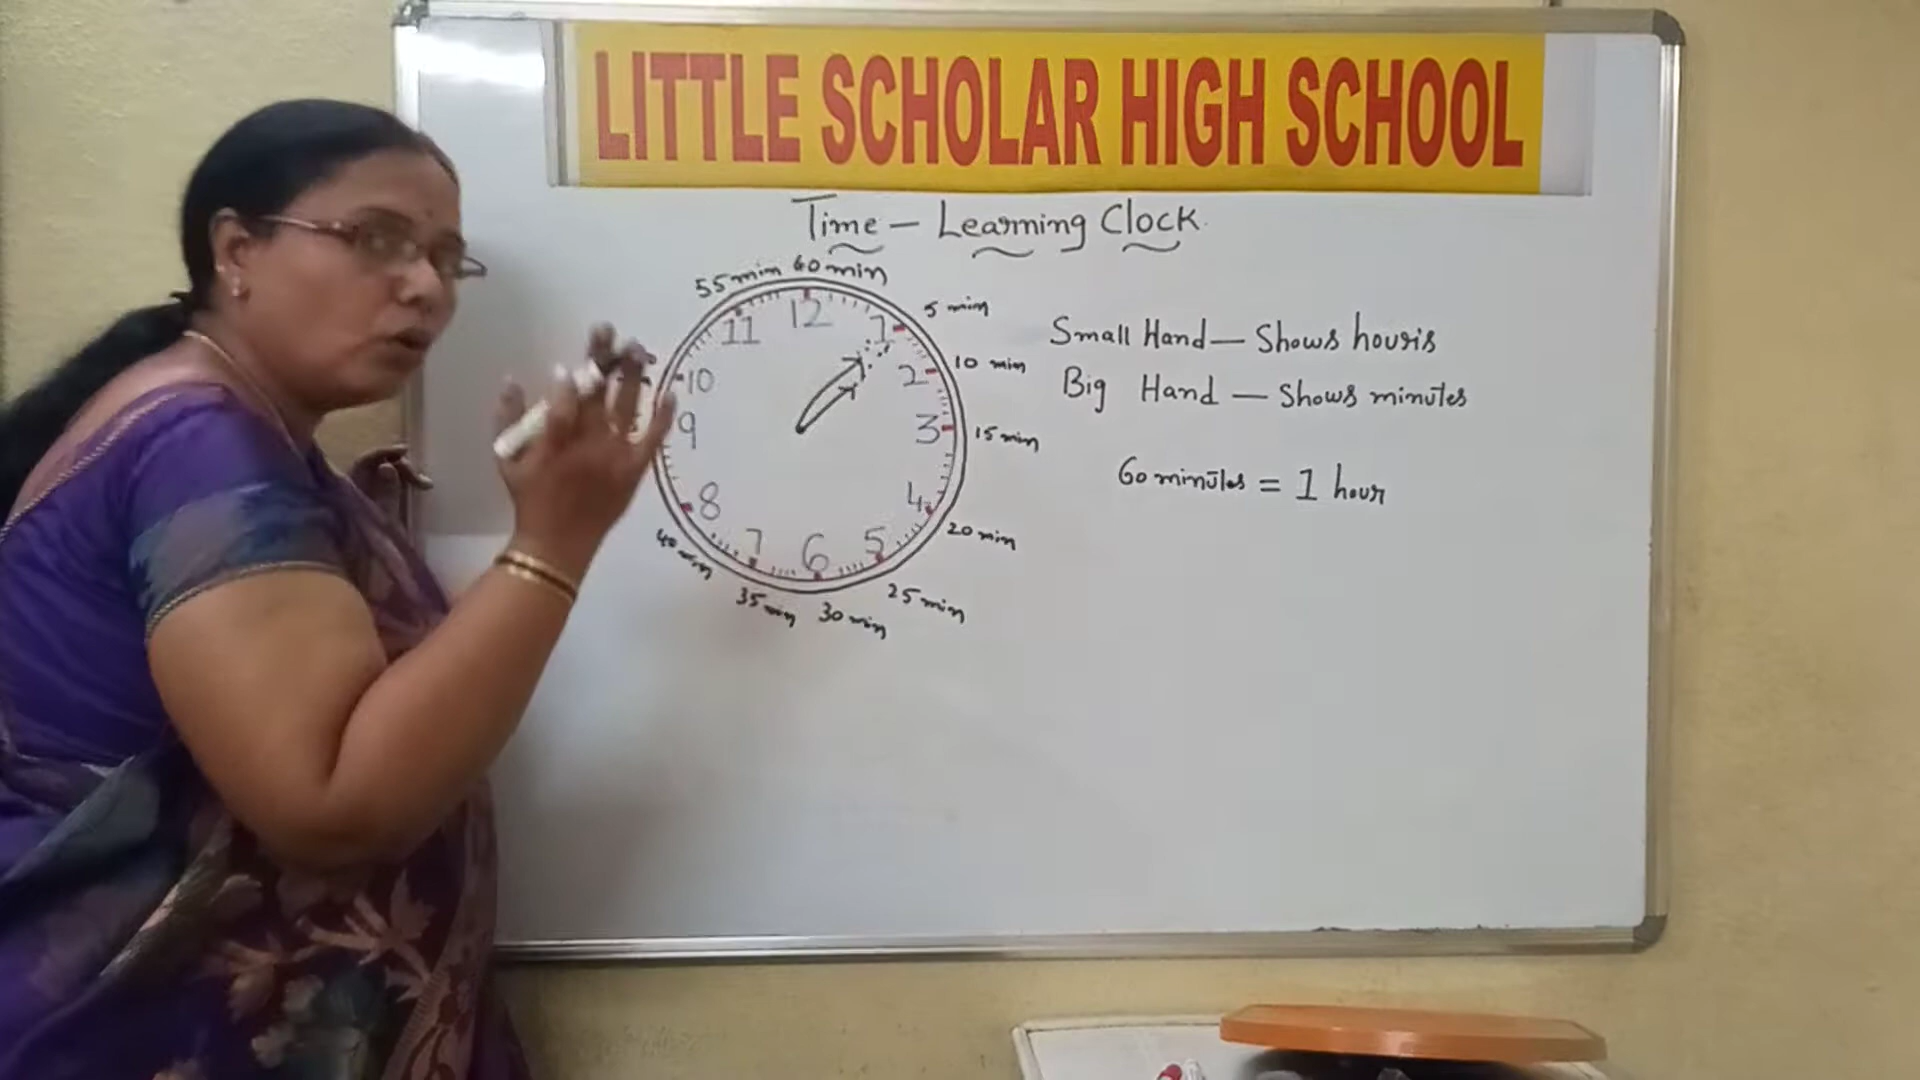 LITTLE SCHOLAR HIGH SCHOOL
Time - Learning Clock.
55 min 60 min
5 min
10 min
15 min
20 min
25 min
30 min
35 min
40 min
12
1
2
3
4
5
6
7
8
9
10
11
Small Hand - Shows hours
Big Hand - Shows minutes
60 minutes = 1 hour